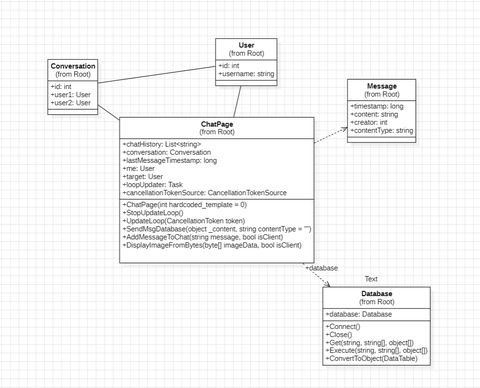 User
(from Root)
+id: int
+username: string
Conversation
(from Root)
+id: int
+user1: User
+user2: User
Message
(from Root)
+timestamp: long
+content: string
+creator: int
+contentType: string
ChatPage
(from Root)
+chatHistory: List<string>
+conversation: Conversation
+lastMessageTimestamp: long
+me: User
+target: User
+loopUpdater: Task
+cancellationTokenSource: CancellationTokenSource
+ChatPage(int hardcoded_template = 0)
+StopUpdateLoop()
+UpdateLoop(CancellationToken token)
+SendMsgDatabase(object _content, string contentType = "")
+AddMessageToChat(string message, bool isClient)
+DisplayImageFromBytes(byte[] imageData, bool isClient)
+database
Text
Database
(from Root)
+database: Database
+Connect()
+Close()
+Get(string, string[], object[])
+Execute(string, string[], object[])
+ConvertToObject(DataTable)